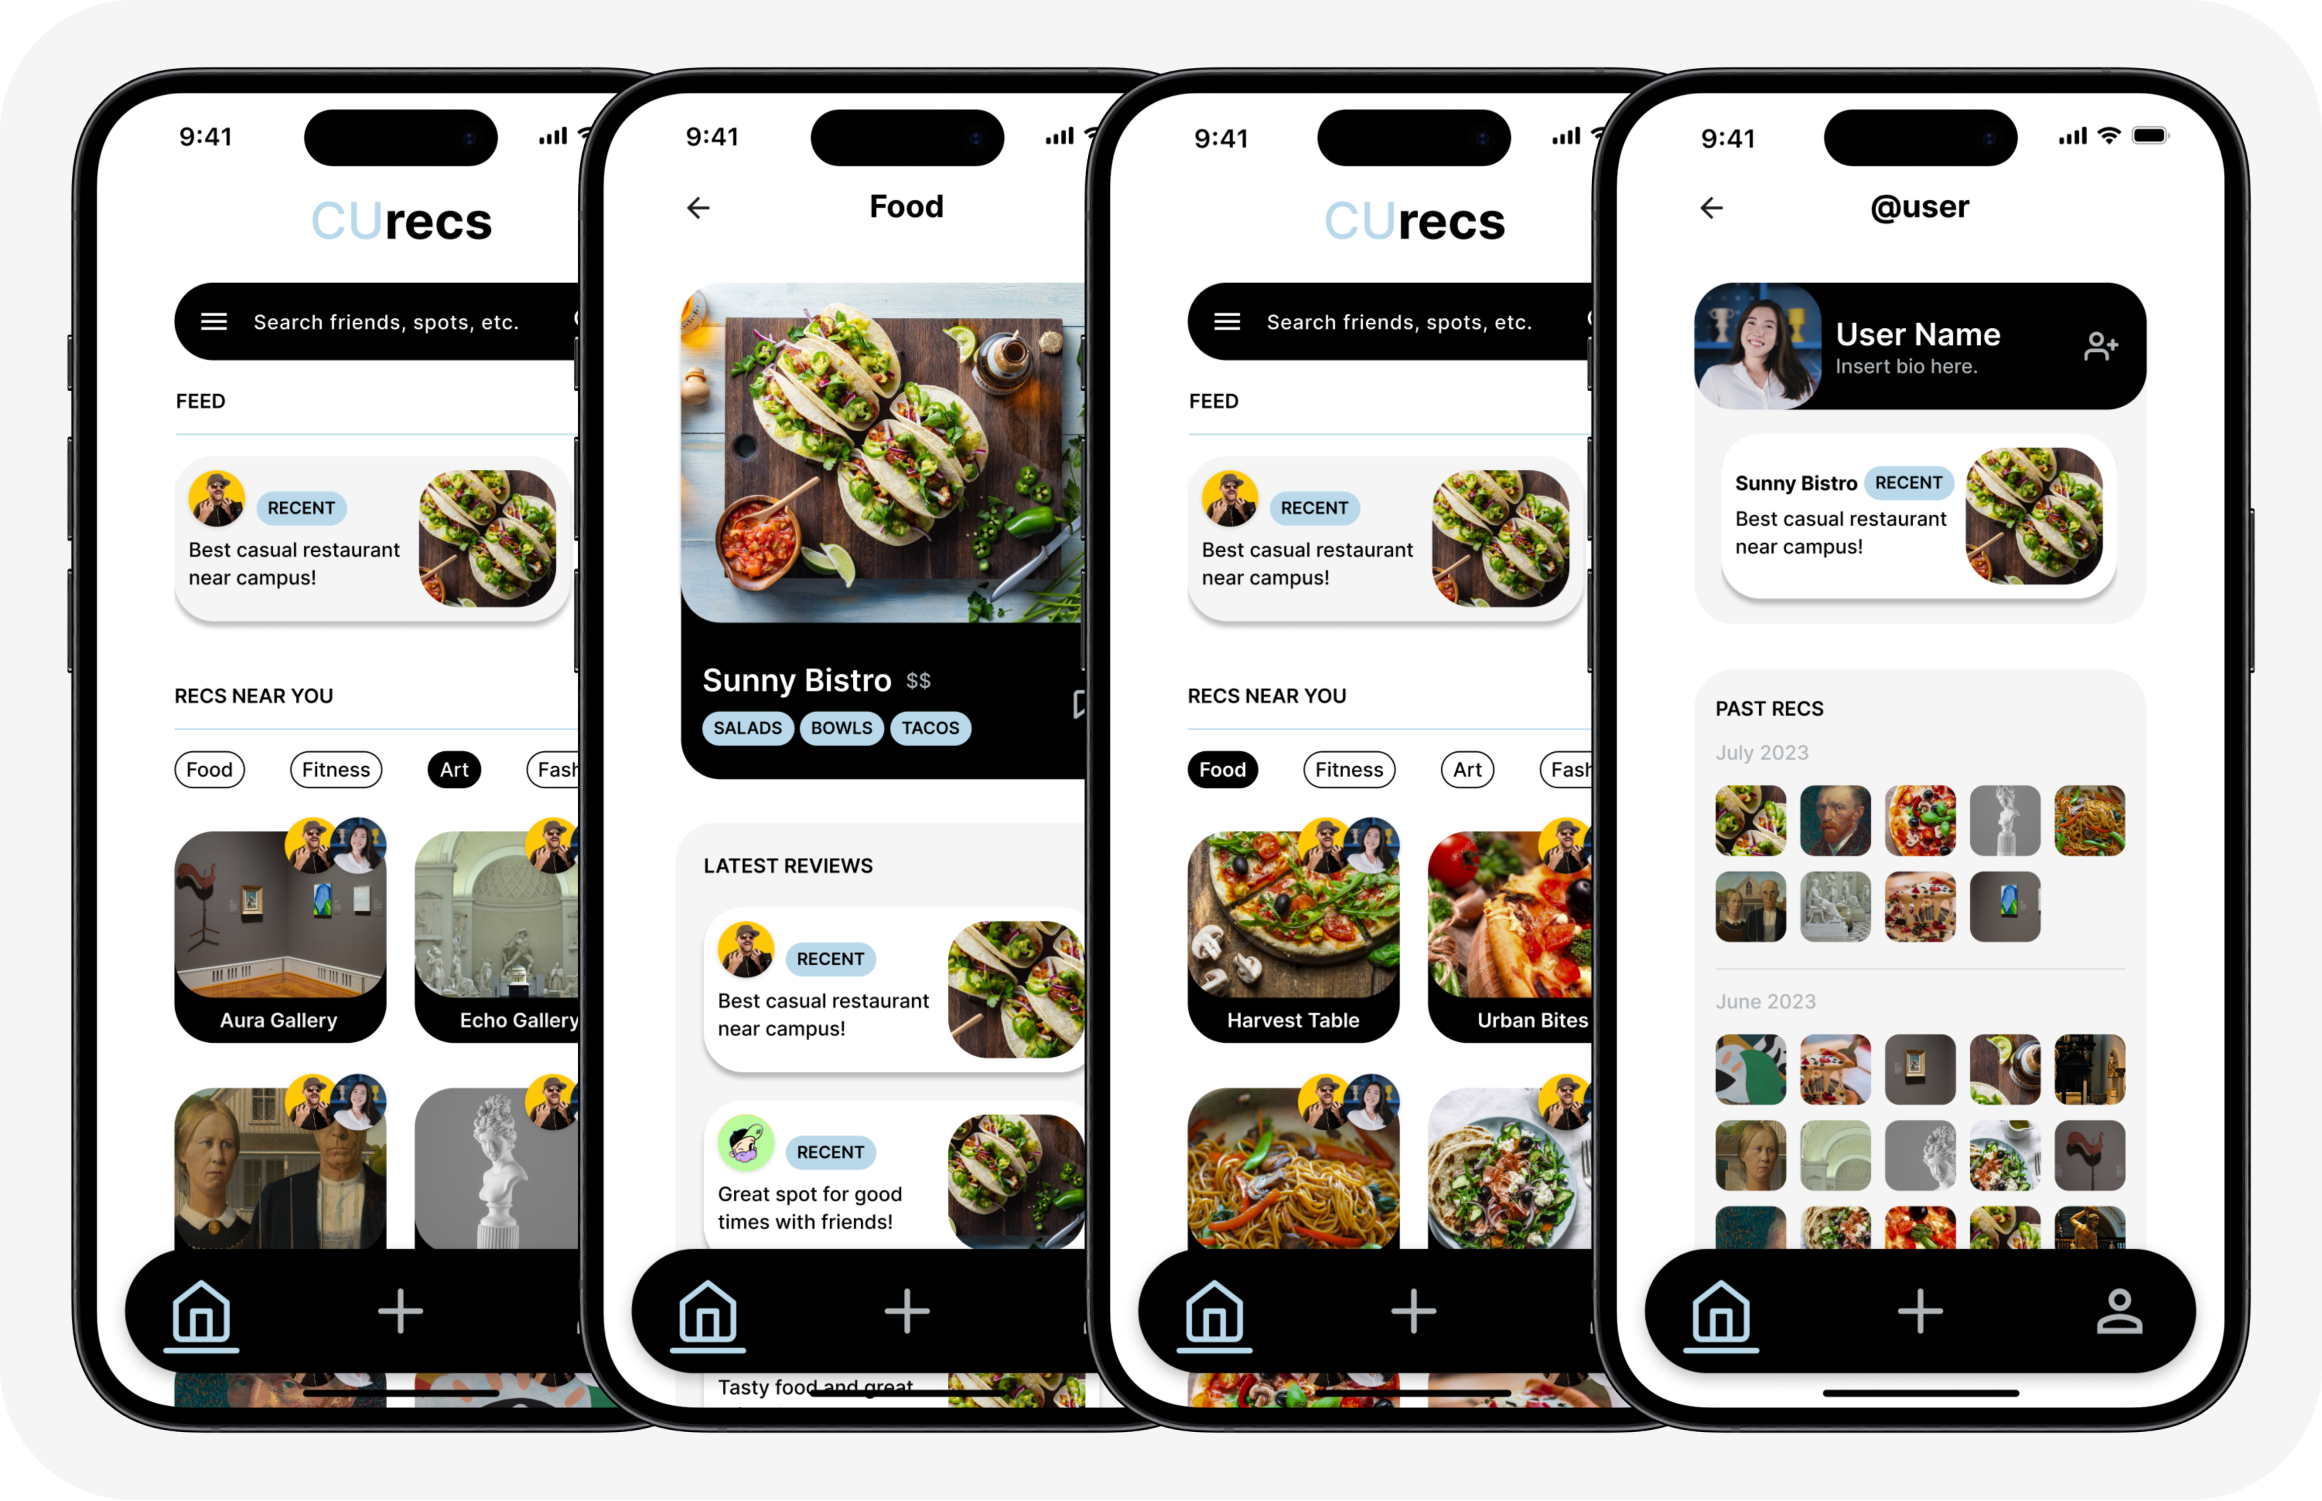 9:41
CUrecs
Search friends, spots, etc.
FEED
RECENT
Best casual restaurant
near campus!
RECS NEAR YOU
Food Fitness Art
Aura Gallery Echo Gallery
9:41
Food
Sunny Bistro $$
SALADS BOWLS TACOS
LATEST REVIEWS
RECENT
Best casual restaurant
near campus!
RECENT
Great spot for good
times with friends!
Tasty food and great
9:41
CUrecs
Search friends, spots, etc.
FEED
RECENT
Best casual restaurant
near campus!
RECS NEAR YOU
Food Fitness Art
Harvest Table Urban Bites
9:41
@user
User Name
Insert bio here.
Sunny Bistro RECENT
Best casual restaurant
near campus!
PAST RECS
July 2023
June 2023